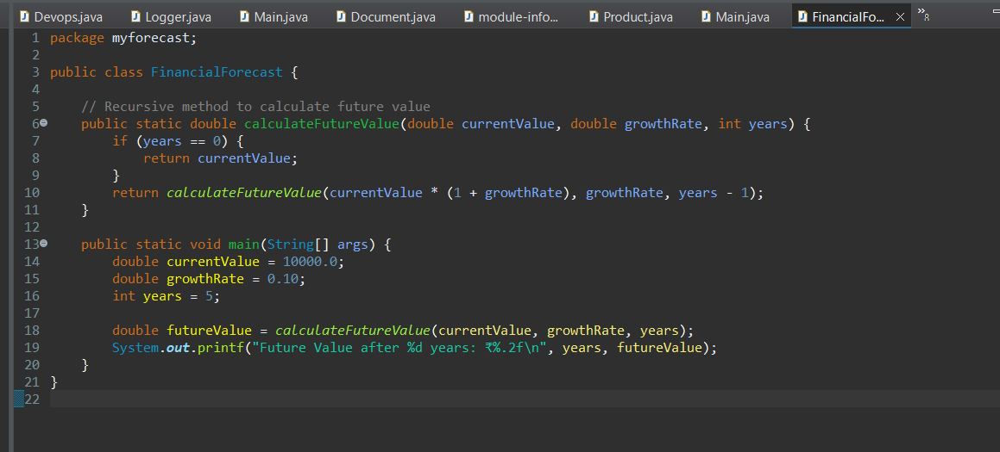 Devops.java Logger.java Main.java Document.java module-info... Product.java Main.java FinancialFo... »8
1 package myforecast;
2
3 public class FinancialForecast {
4
5     // Recursive method to calculate future value
6     public static double calculateFutureValue(double currentValue, double growthRate, int years) {
7         if (years == 0) {
8             return currentValue;
9         }
10         return calculateFutureValue(currentValue * (1 + growthRate), growthRate, years - 1);
11     }
12
13     public static void main(String[] args) {
14         double currentValue = 10000.0;
15         double growthRate = 0.10;
16         int years = 5;
17
18         double futureValue = calculateFutureValue(currentValue, growthRate, years);
19         System.out.printf("Future Value after %d years: ₹%.2f\n", years, futureValue);
20     }
21 }
22